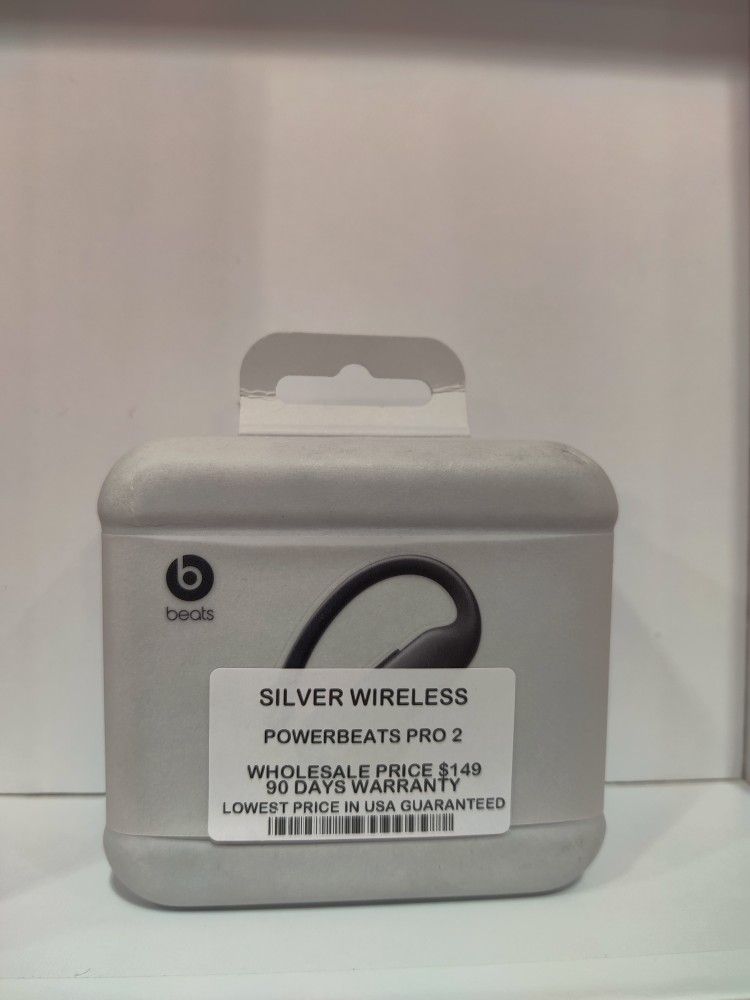 b
beats
SILVER WIRELESS
POWERBEATS PRO 2
WHOLESALE PRICE $149
90 DAYS WARRANTY
LOWEST PRICE IN USA GUARANTEED